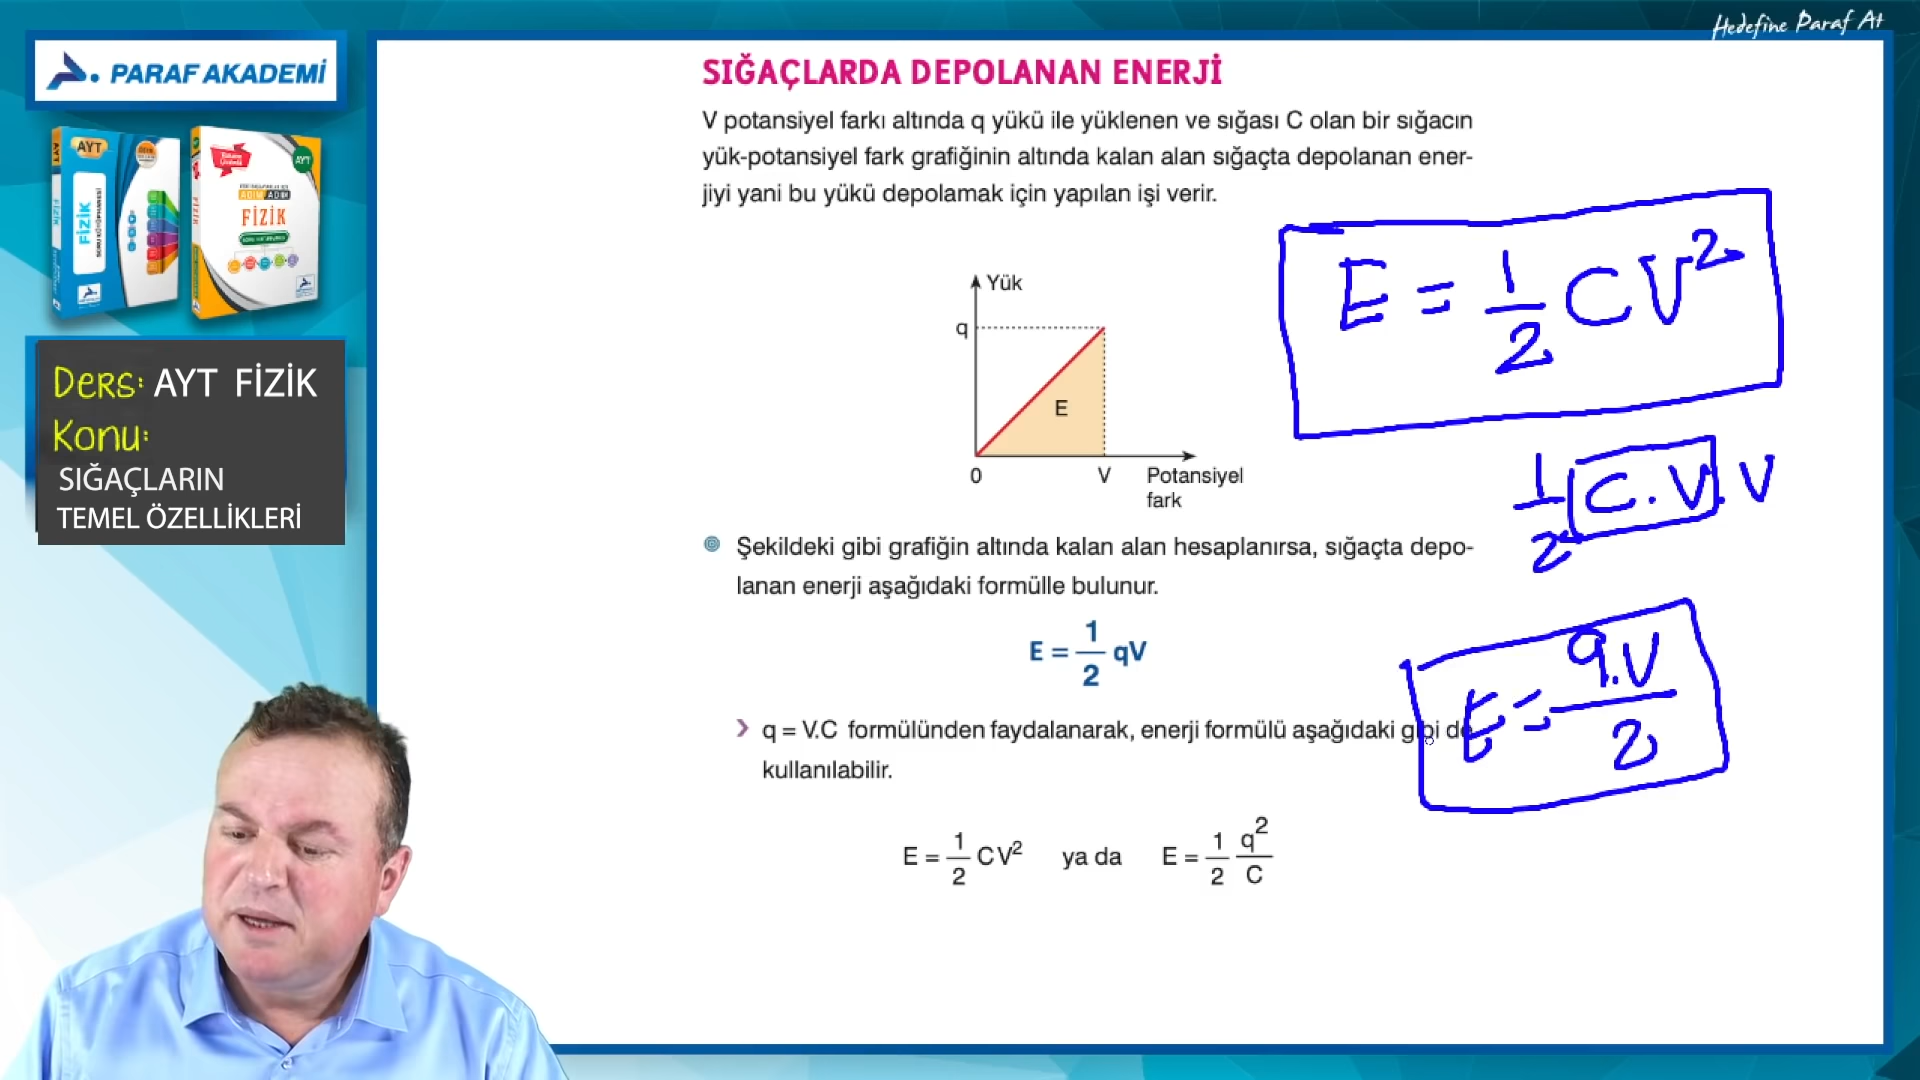 Hedefine Paraf At
PARAF AKADEMİ
AYT
FİZİK
AYT
FİZİK
Ders: AYT FİZİK
Konu:
SIĞAÇLARIN
TEMEL ÖZELLİKLERİ
SIĞAÇLARDA DEPOLANAN ENERJİ
V potansiyel farkı altında q yükü ile yüklenen ve sığası C olan bir sığacın
yük-potansiyel fark grafiğinin altında kalan alan sığaçta depolanan ener-
jiyi yani bu yükü depolamak için yapılan işi verir.
Yük
q
E
0
V
Potansiyel
fark
E = 1/2 CV²
1/2 C.V.V
Şekildeki gibi grafiğin altında kalan alan hesaplanırsa, sığaçta depo-
lanan enerji aşağıdaki formülle bulunur.
E = 1/2 qV
E = q.V/2
q = V.C formülünden faydalanarak, enerji formülü aşağıdaki gibi de
kullanılabilir.
E = 1/2 CV² ya da E = 1/2 q²/C